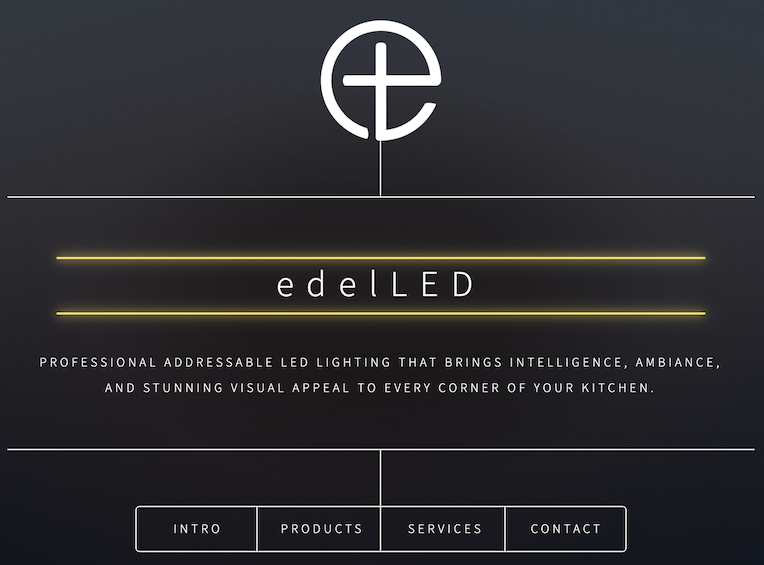 edelLED
PROFESSIONAL ADDRESSABLE LED LIGHTING THAT BRINGS INTELLIGENCE, AMBIANCE,
AND STUNNING VISUAL APPEAL TO EVERY CORNER OF YOUR KITCHEN.
INTRO PRODUCTS SERVICES CONTACT